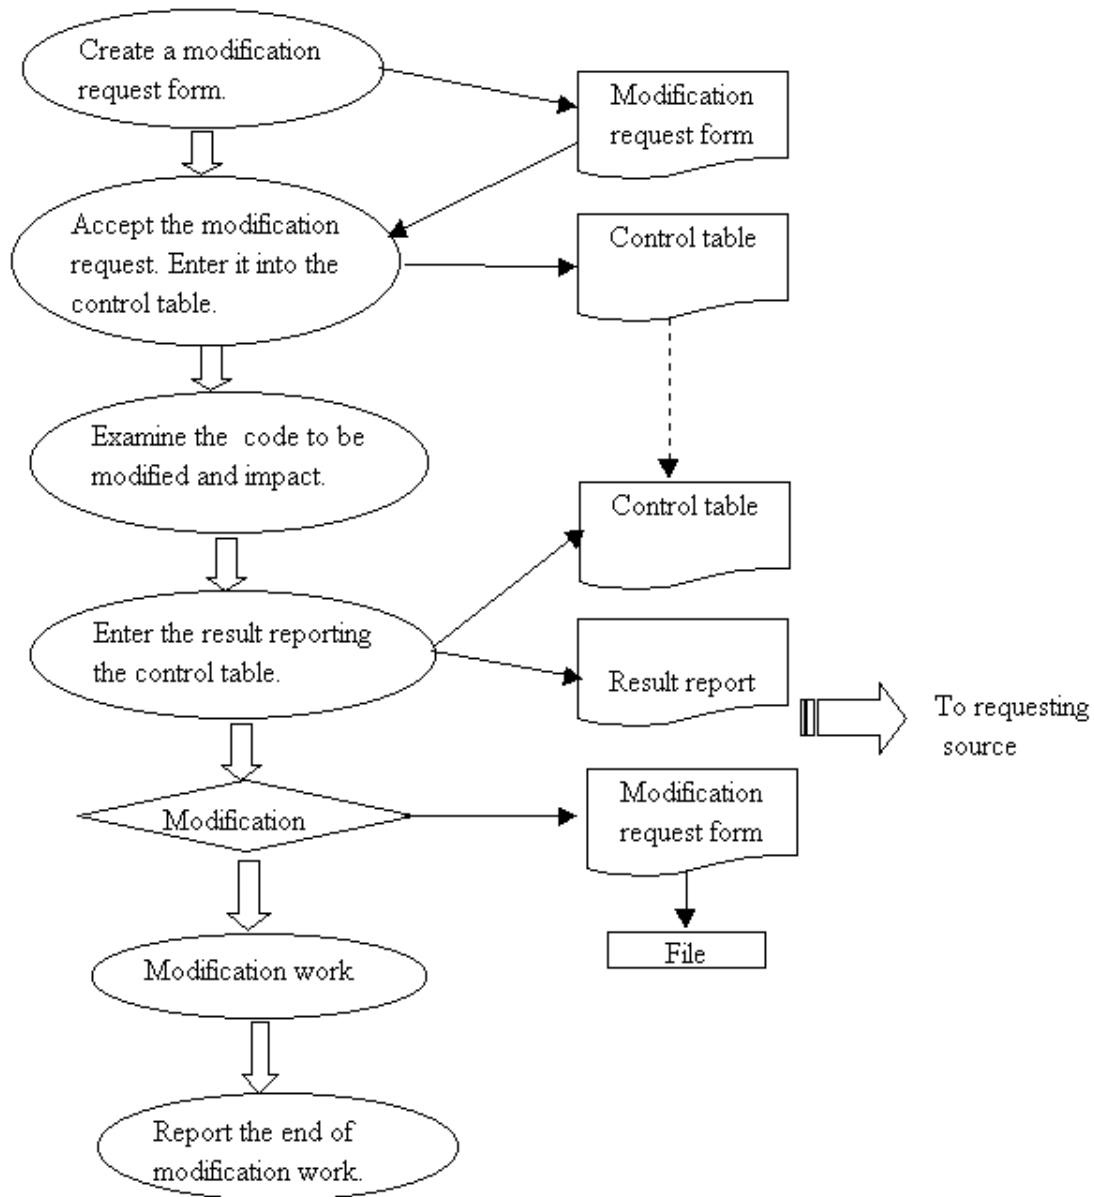 Create a modification
request form.
Modification
request form
Accept the modification
request. Enter it into the
control table.
Control table
Examine the code to be
modified and impact.
Control table
Enter the result reporting
the control table.
Result report
To requesting
source
Modification
Modification
request form
File
Modification work
Report the end of
modification work.